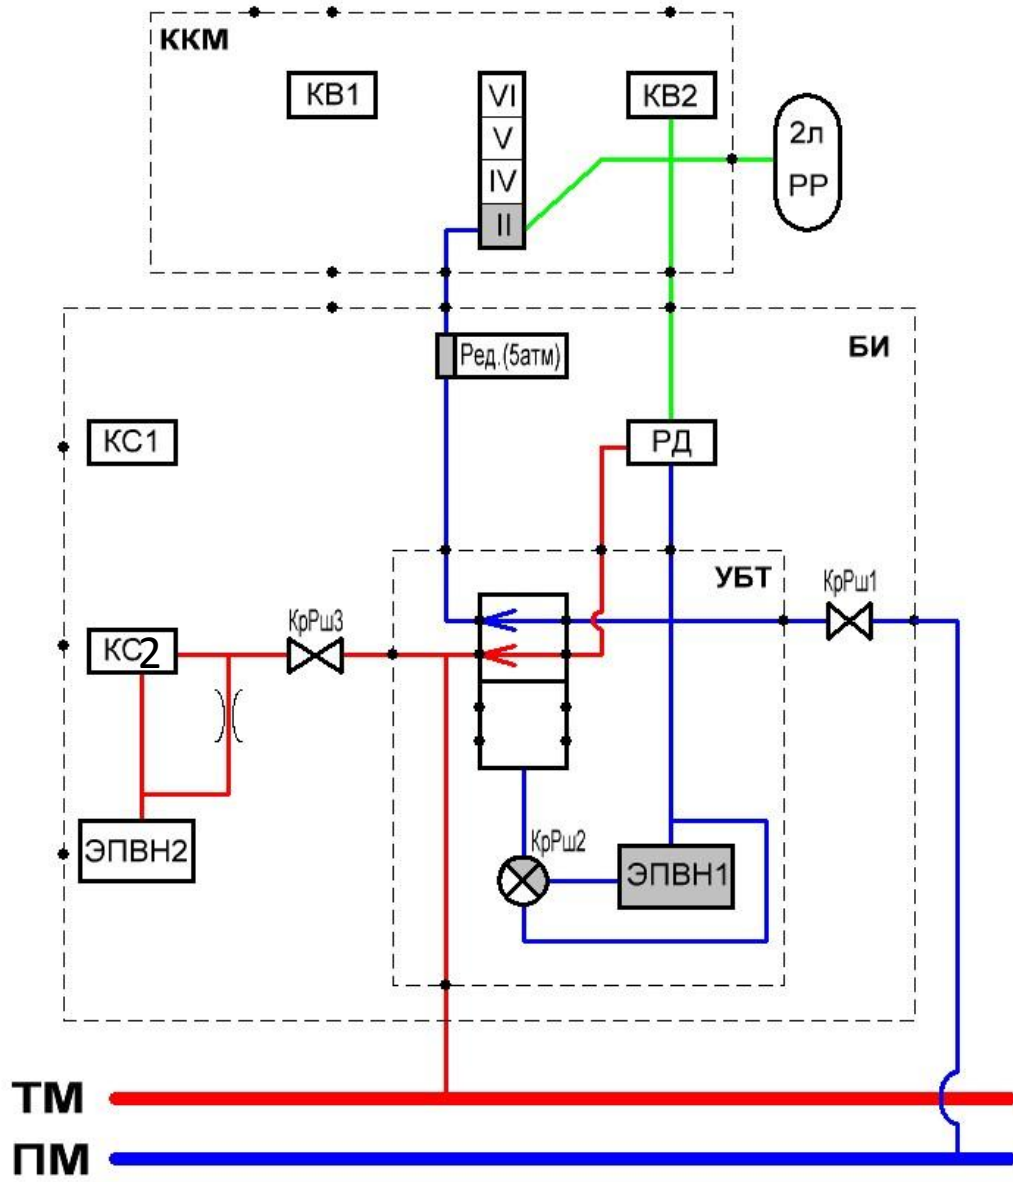 ККМ
КВ1
VI
V
IV
II
КВ2
2л
РР
БИ
Ред.(5атм)
КС1
РД
УБТ
КрРш1
КрРш3
КС2
КрРш2
ЭПВН2
ЭПВН1
ТМ
ПМ